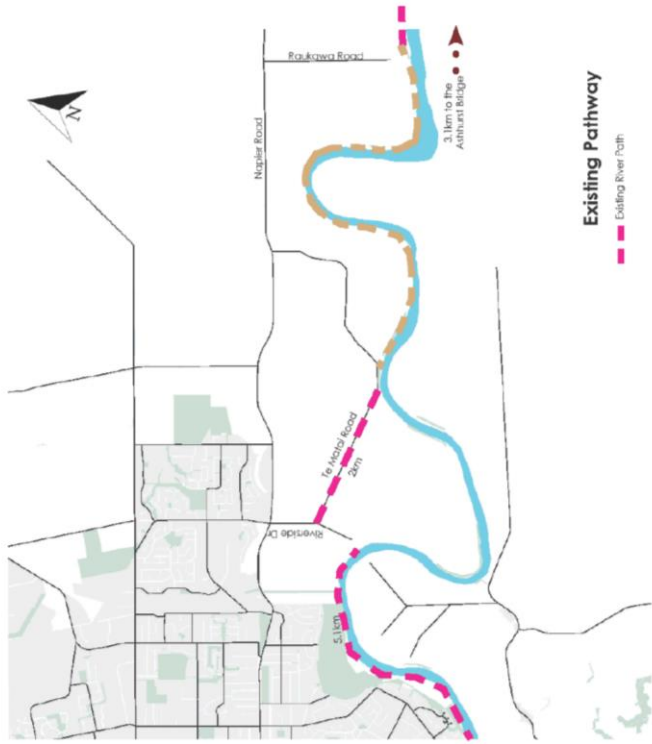 Raukawa Road
N
Napier Road
3.1km to the
Ashhurst Bridge
Existing Pathway
Existing River Path
Te Matai Road
2km
Riverside Dr
5.1km